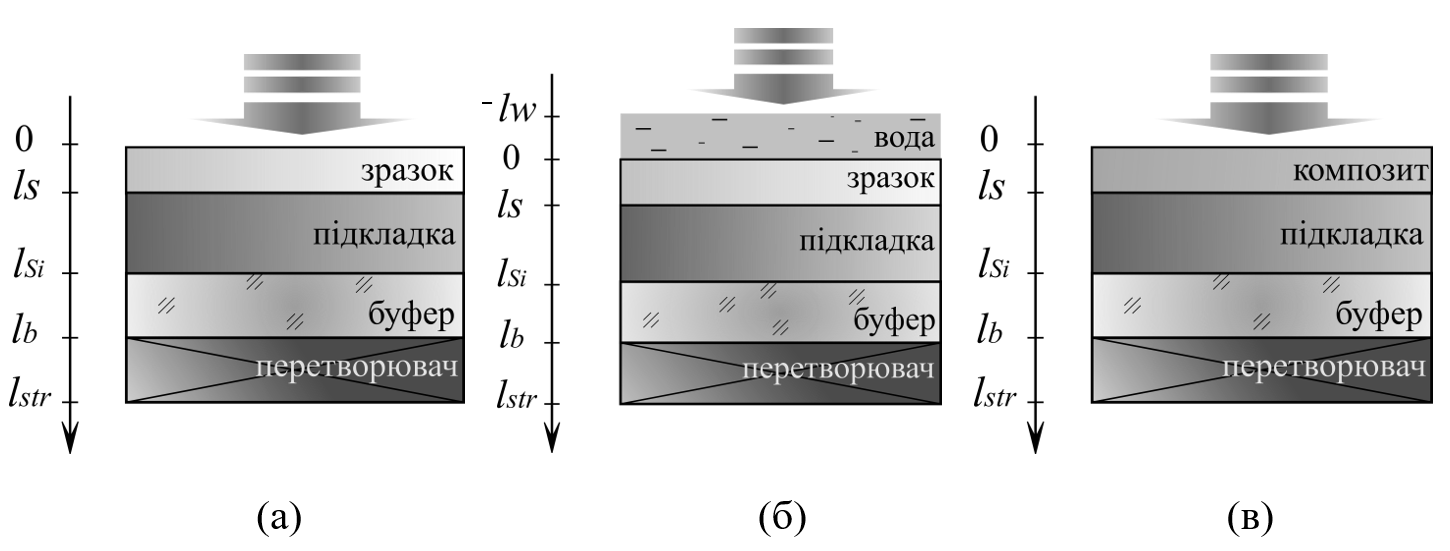 0
ls
lSi
lb
lstr
зразок
підкладка
буфер
перетворювач
(а)
-lw
0
ls
lSi
lb
lstr
вода
зразок
підкладка
буфер
перетворювач
(б)
0
ls
lSi
lb
lstr
композит
підкладка
буфер
перетворювач
(в)